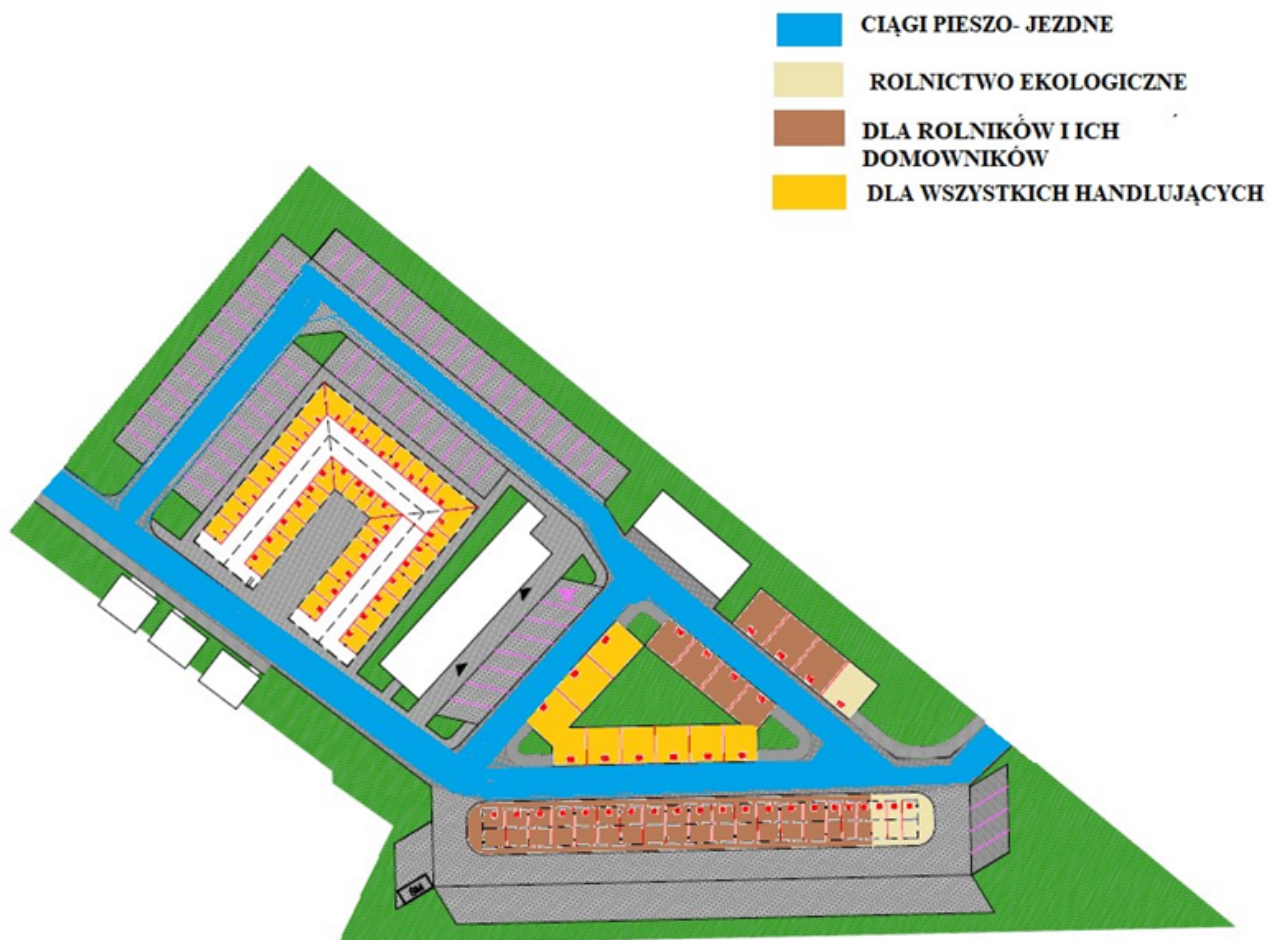 CIĄGI PIESZO- JEZDNE
ROLNICTWO EKOLOGICZNE
DLA ROLNIKÓW I ICH
DOMOWNIKÓW
DLA WSZYSTKICH HANDLUJĄCYCH